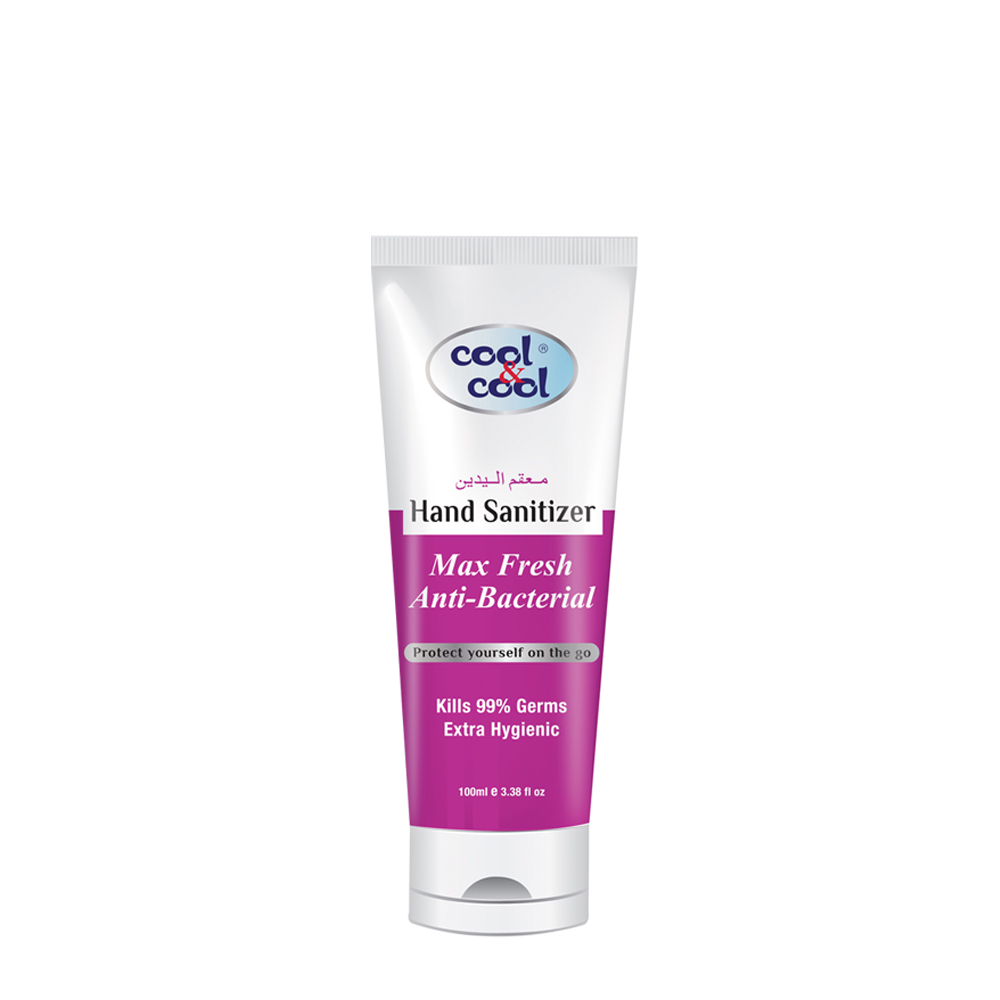 cool®
&
cool
معقم اليدين
Hand Sanitizer
Max Fresh
Anti-Bacterial
Protect yourself on the go
Kills 99% Germs
Extra Hygienic
100ml e 3.38 fl oz